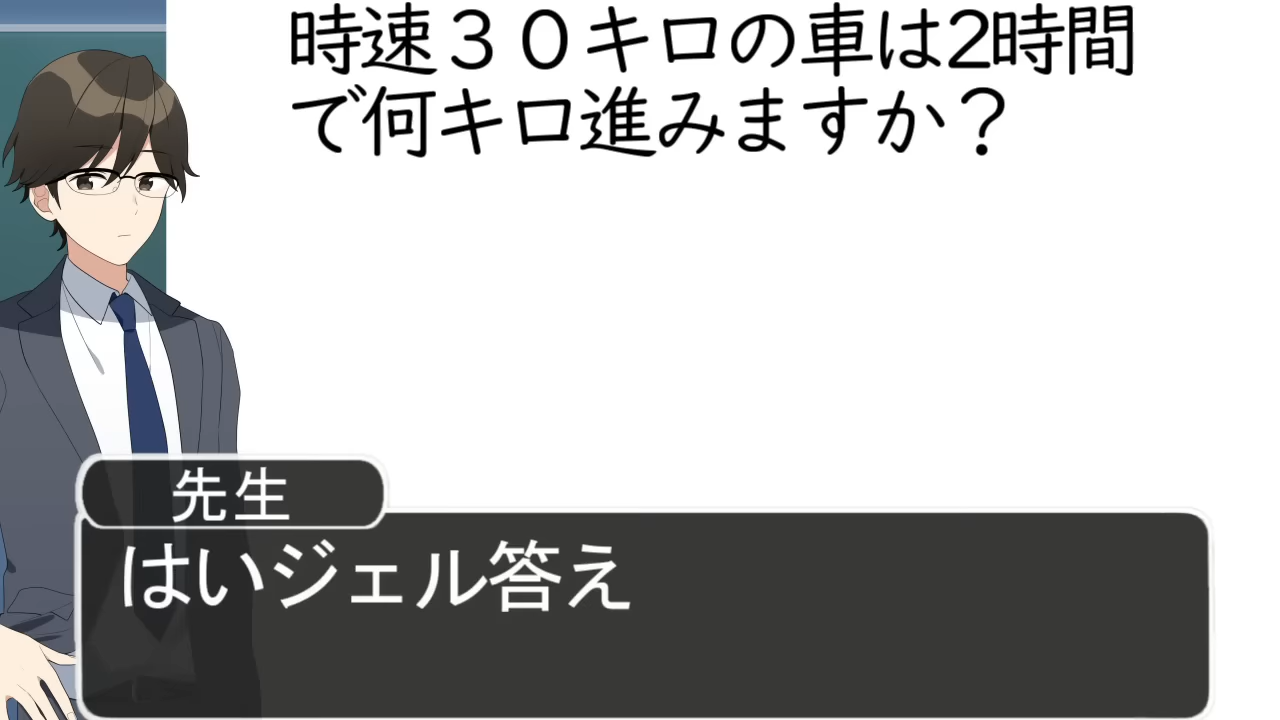 時速３０キロの車は2時間
で何キロ進みますか？
先生
はいジェル答え